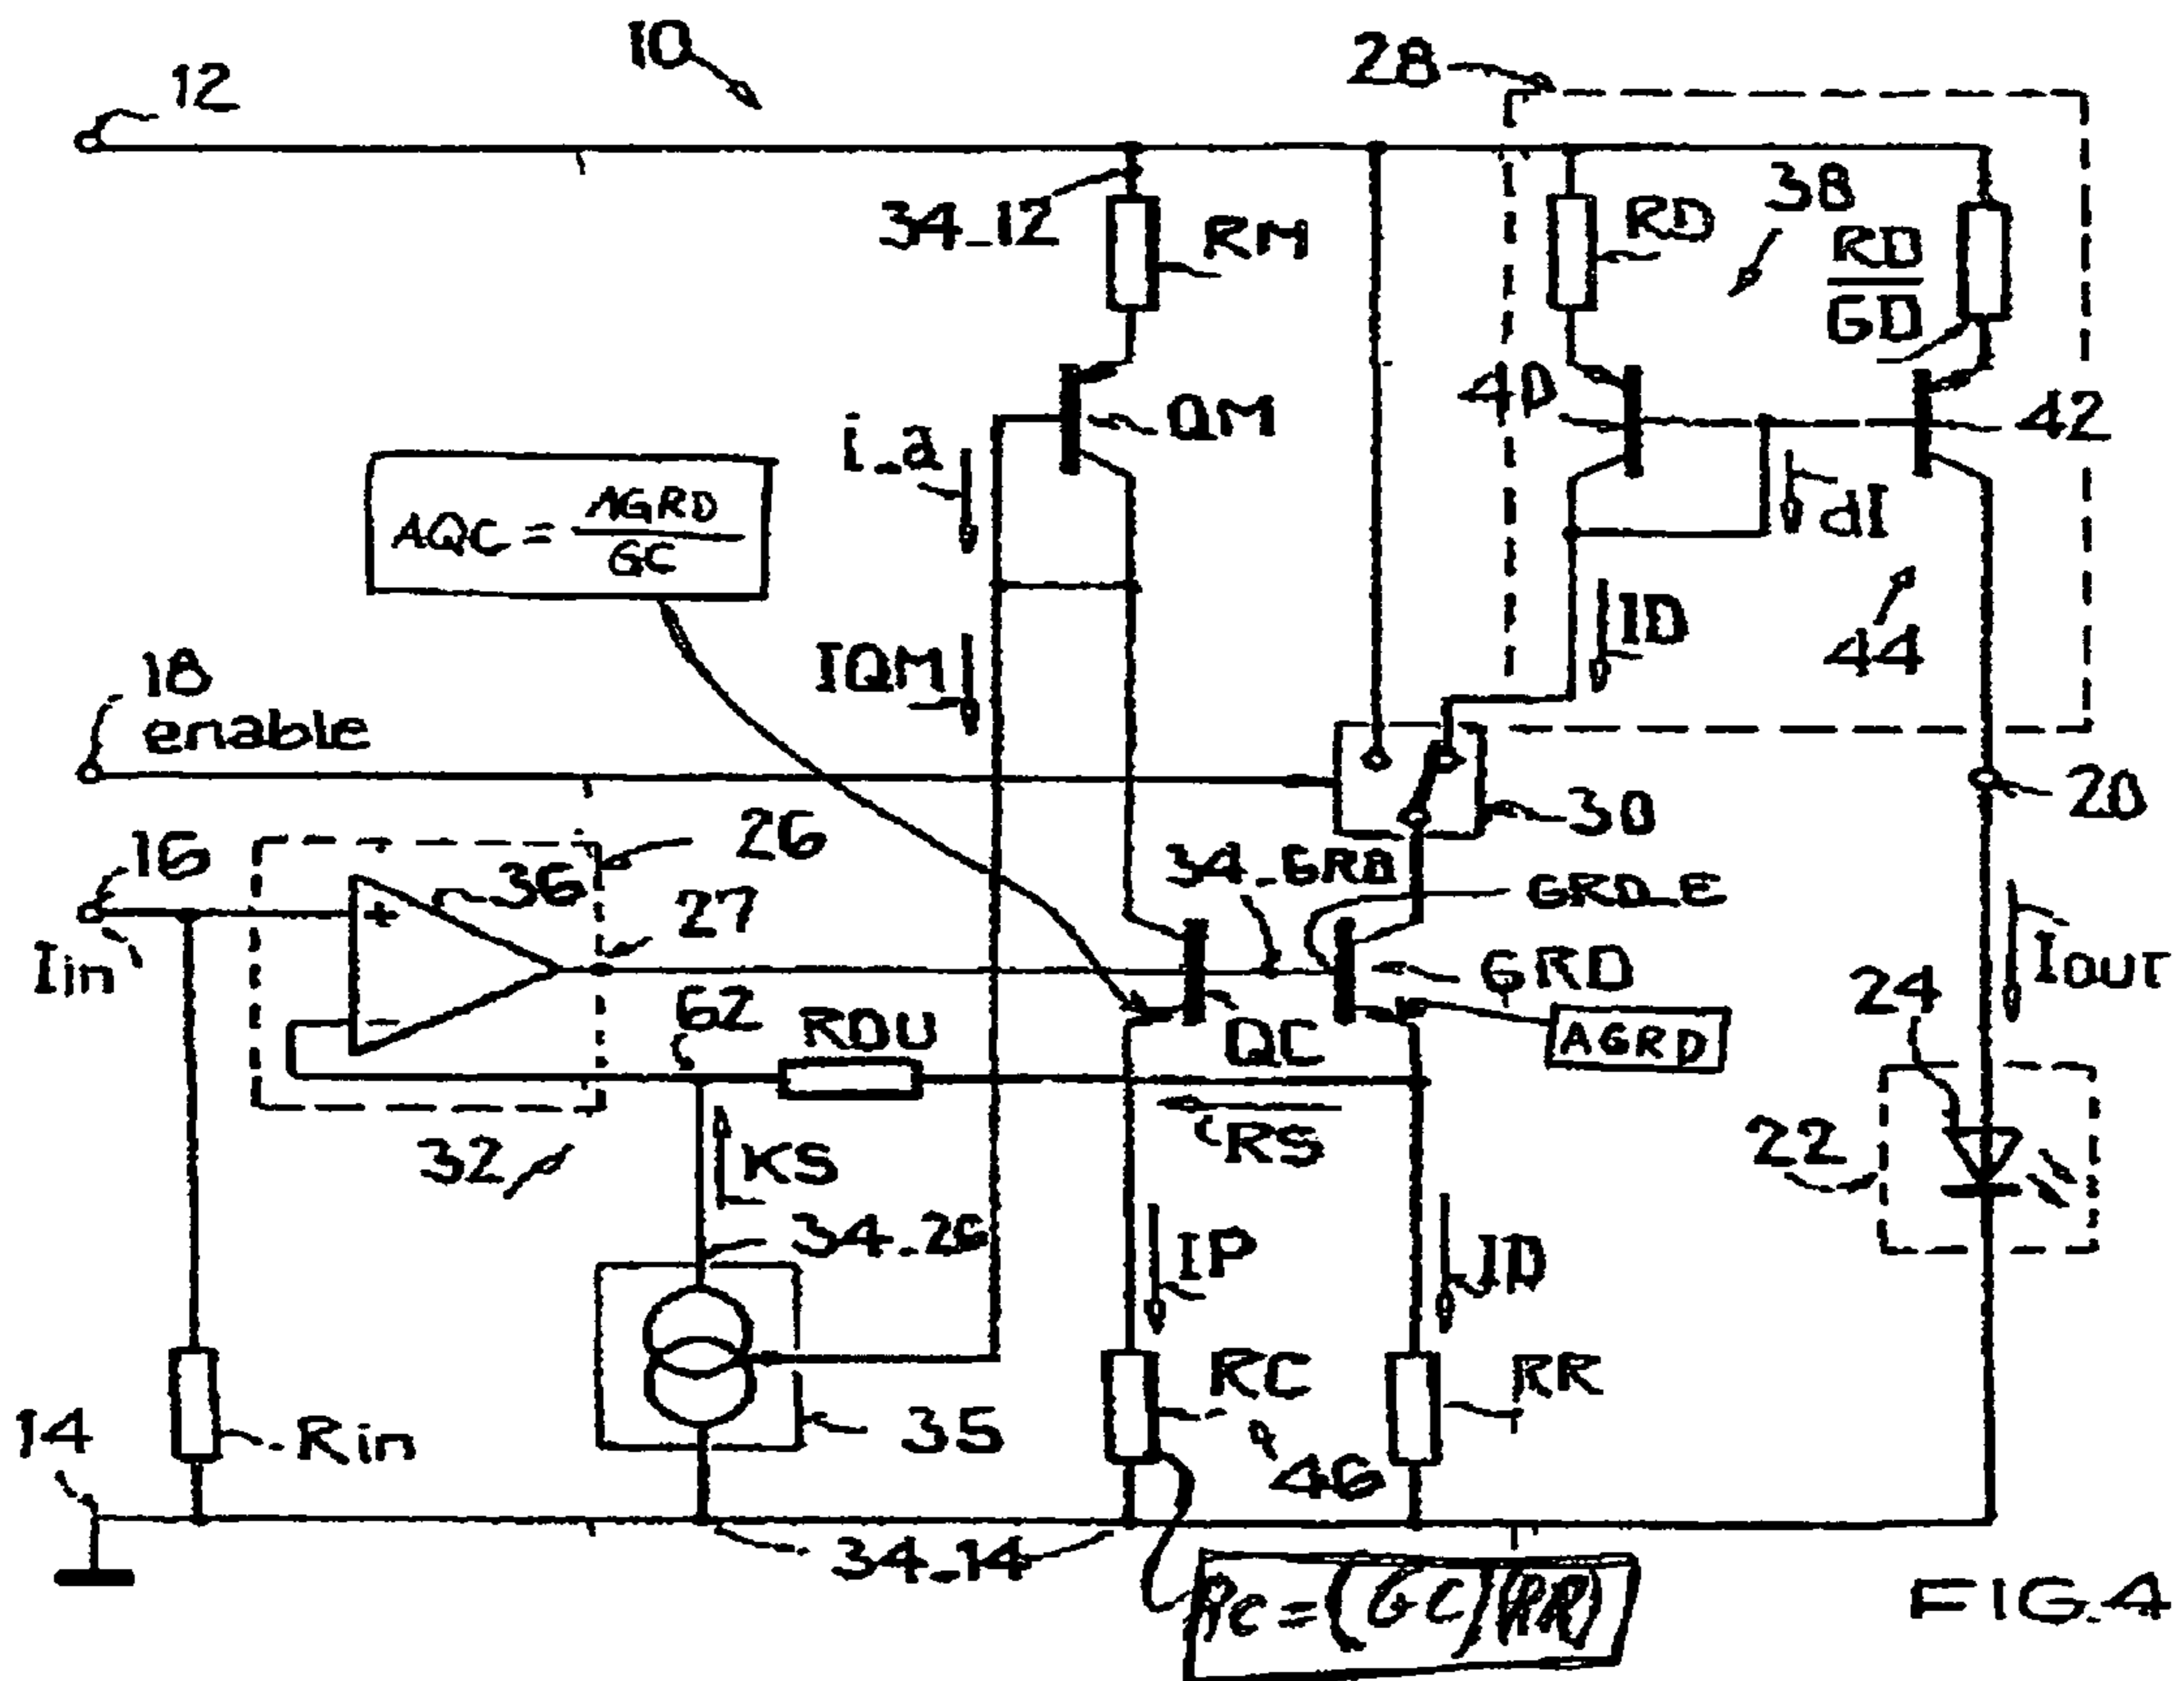 10
28
12
34_12
RM
RD
38
RD
GD
40
QM
42
i_a
dI
AQC = AGRD
GC
ID
44
IQM
18
enable
20
30
16
26
36
34_GRD
GRD_E
27
Iin
+
GRD
IOUT
24
62
RDU
QC
AGRD
−
RS
22
32
KS
34_26
IP
ID
RC
RR
35
14
Rin
46
34_14
RC = (GC)(RR)
FIG.4